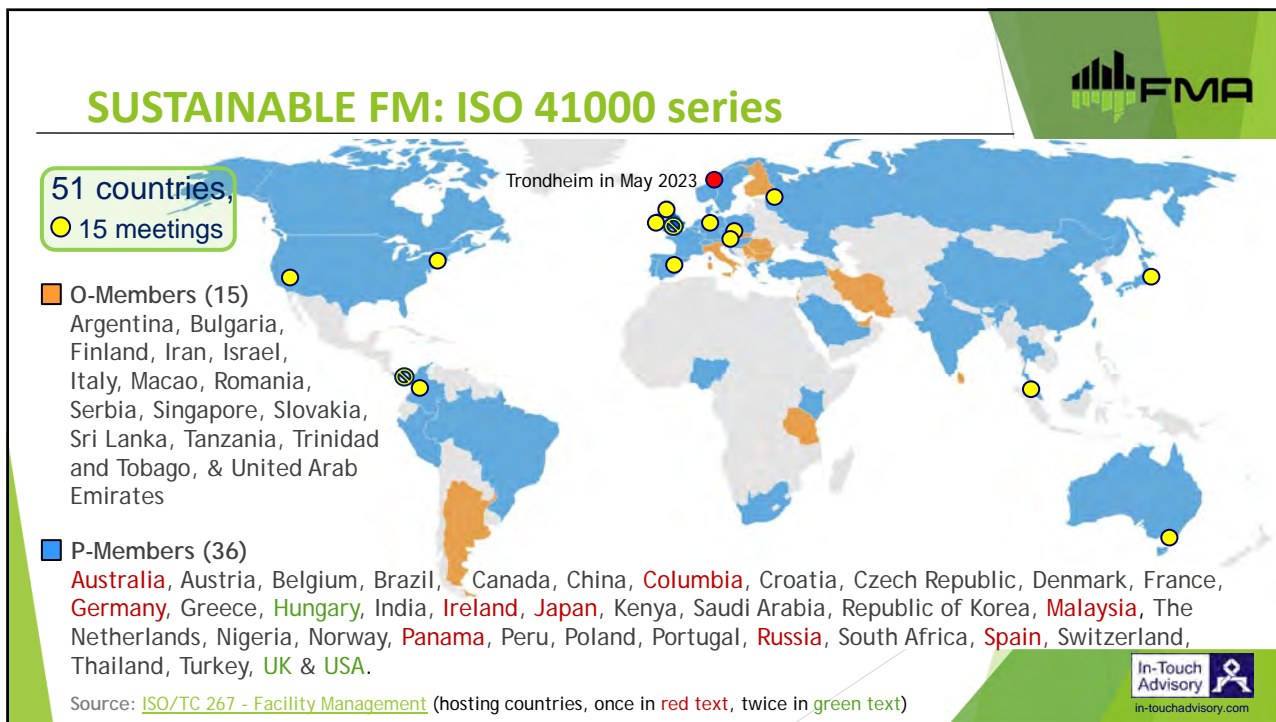 FMA
SUSTAINABLE FM: ISO 41000 series
51 countries,
15 meetings
Trondheim in May 2023
O-Members (15)
Argentina, Bulgaria,
Finland, Iran, Israel,
Italy, Macao, Romania,
Serbia, Singapore, Slovakia,
Sri Lanka, Tanzania, Trinidad
and Tobago, & United Arab
Emirates
P-Members (36)
Australia, Austria, Belgium, Brazil, Canada, China, Columbia, Croatia, Czech Republic, Denmark, France,
Germany, Greece, Hungary, India, Ireland, Japan, Kenya, Saudi Arabia, Republic of Korea, Malaysia, The
Netherlands, Nigeria, Norway, Panama, Peru, Poland, Portugal, Russia, South Africa, Spain, Switzerland,
Thailand, Turkey, UK & USA.
Source: ISO/TC 267 - Facility Management (hosting countries, once in red text, twice in green text)
In-Touch
Advisory
in-touchadvisory.com